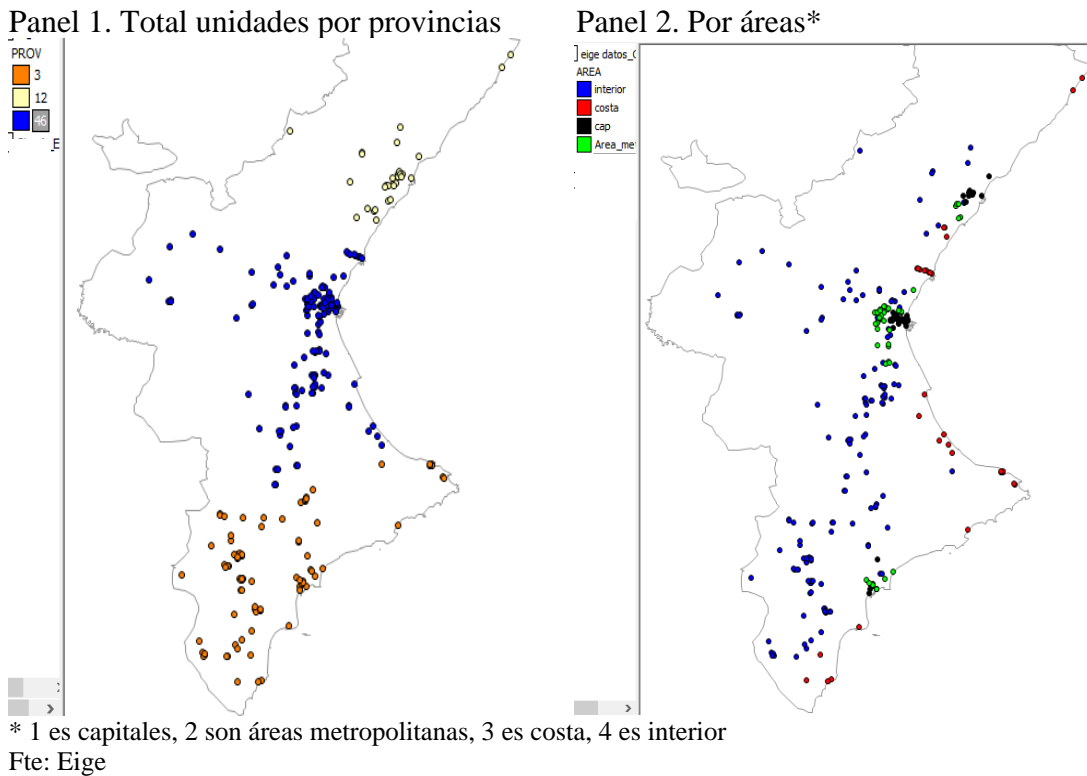 Panel 1. Total unidades por provincias
Panel 2. Por áreas*
PROV
3
12
46
E
eige datos_(
AREA
interior
costa
cap
Area_me
* 1 es capitales, 2 son áreas metropolitanas, 3 es costa, 4 es interior
Fte: Eige